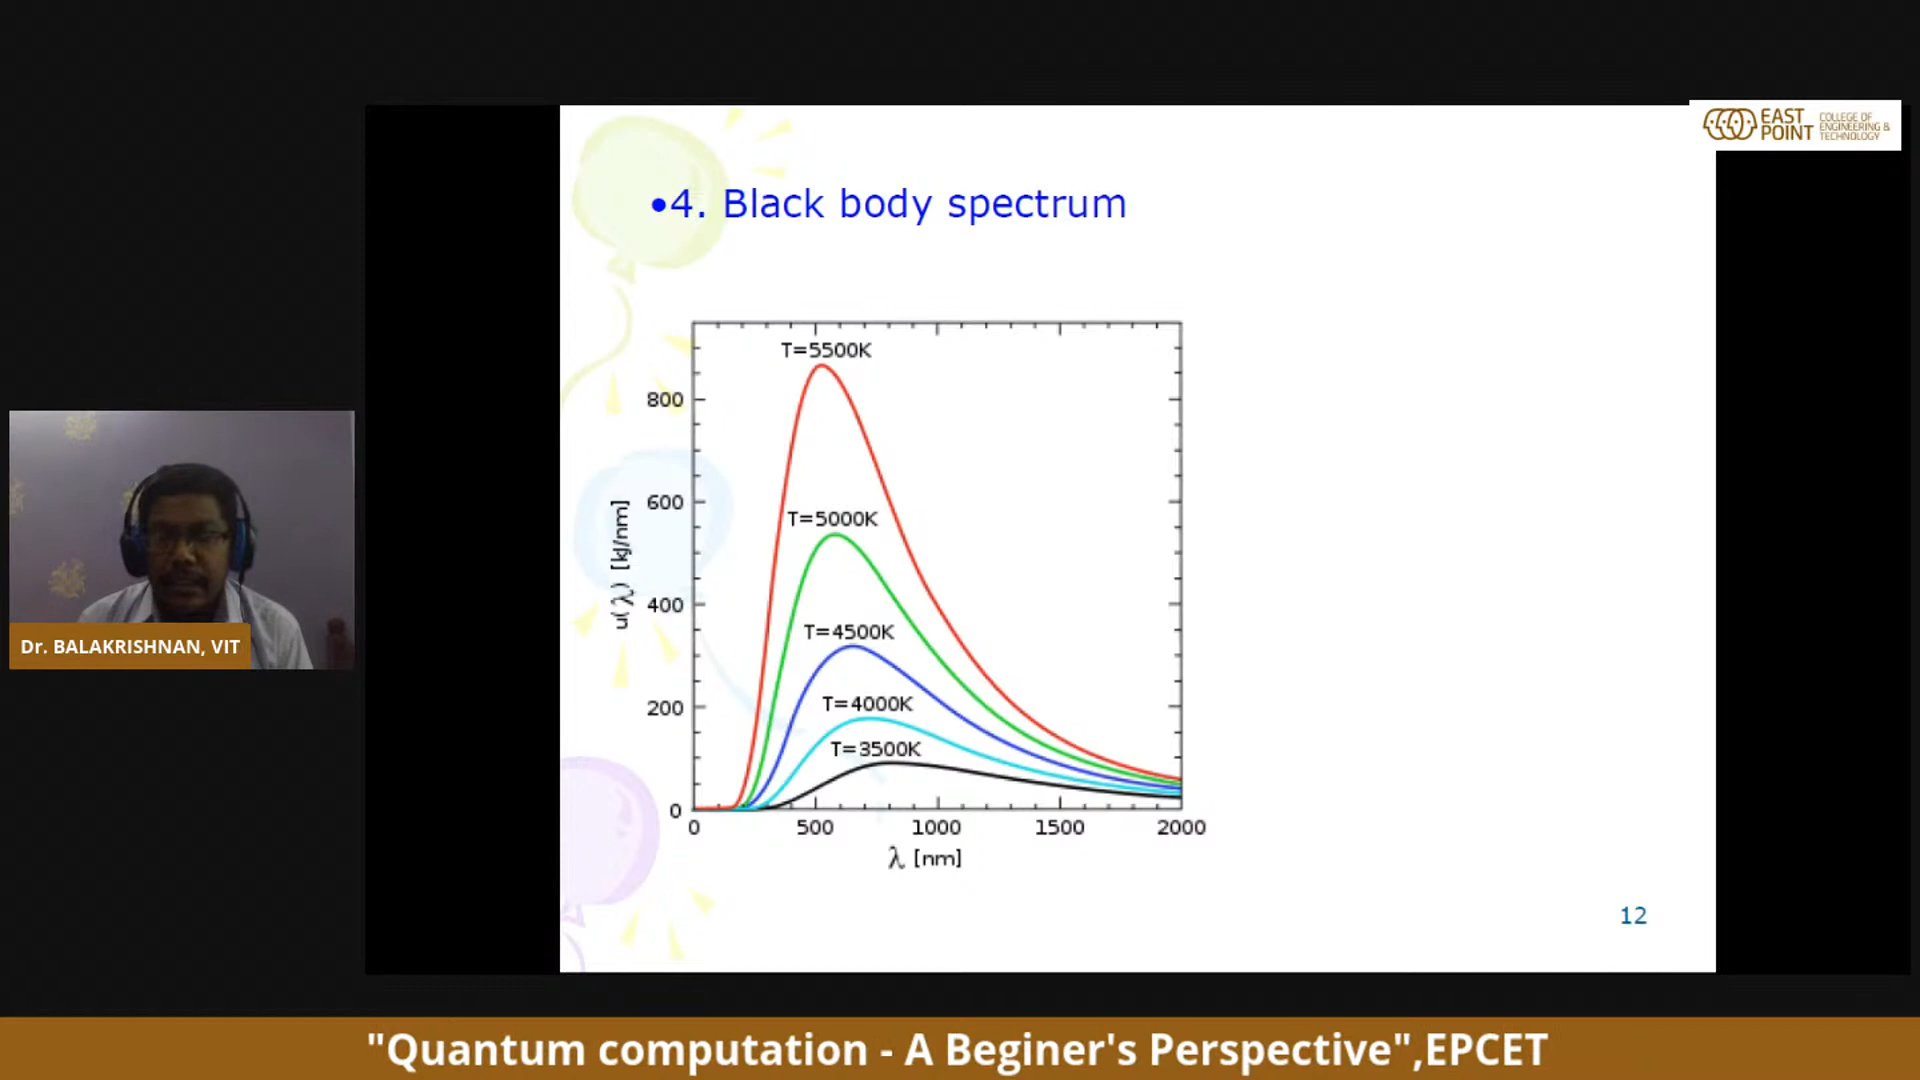 EAST
POINT
COLLEGE OF
ENGINEERING &
TECHNOLOGY
•4. Black body spectrum
T=5500K
T=5000K
T=4500K
T=4000K
T=3500K
800
600
400
200
0
u(λ) [kJ/nm]
0 500 1000 1500 2000
λ [nm]
12
Dr. BALAKRISHNAN, VIT
"Quantum computation - A Beginer's Perspective",EPCET